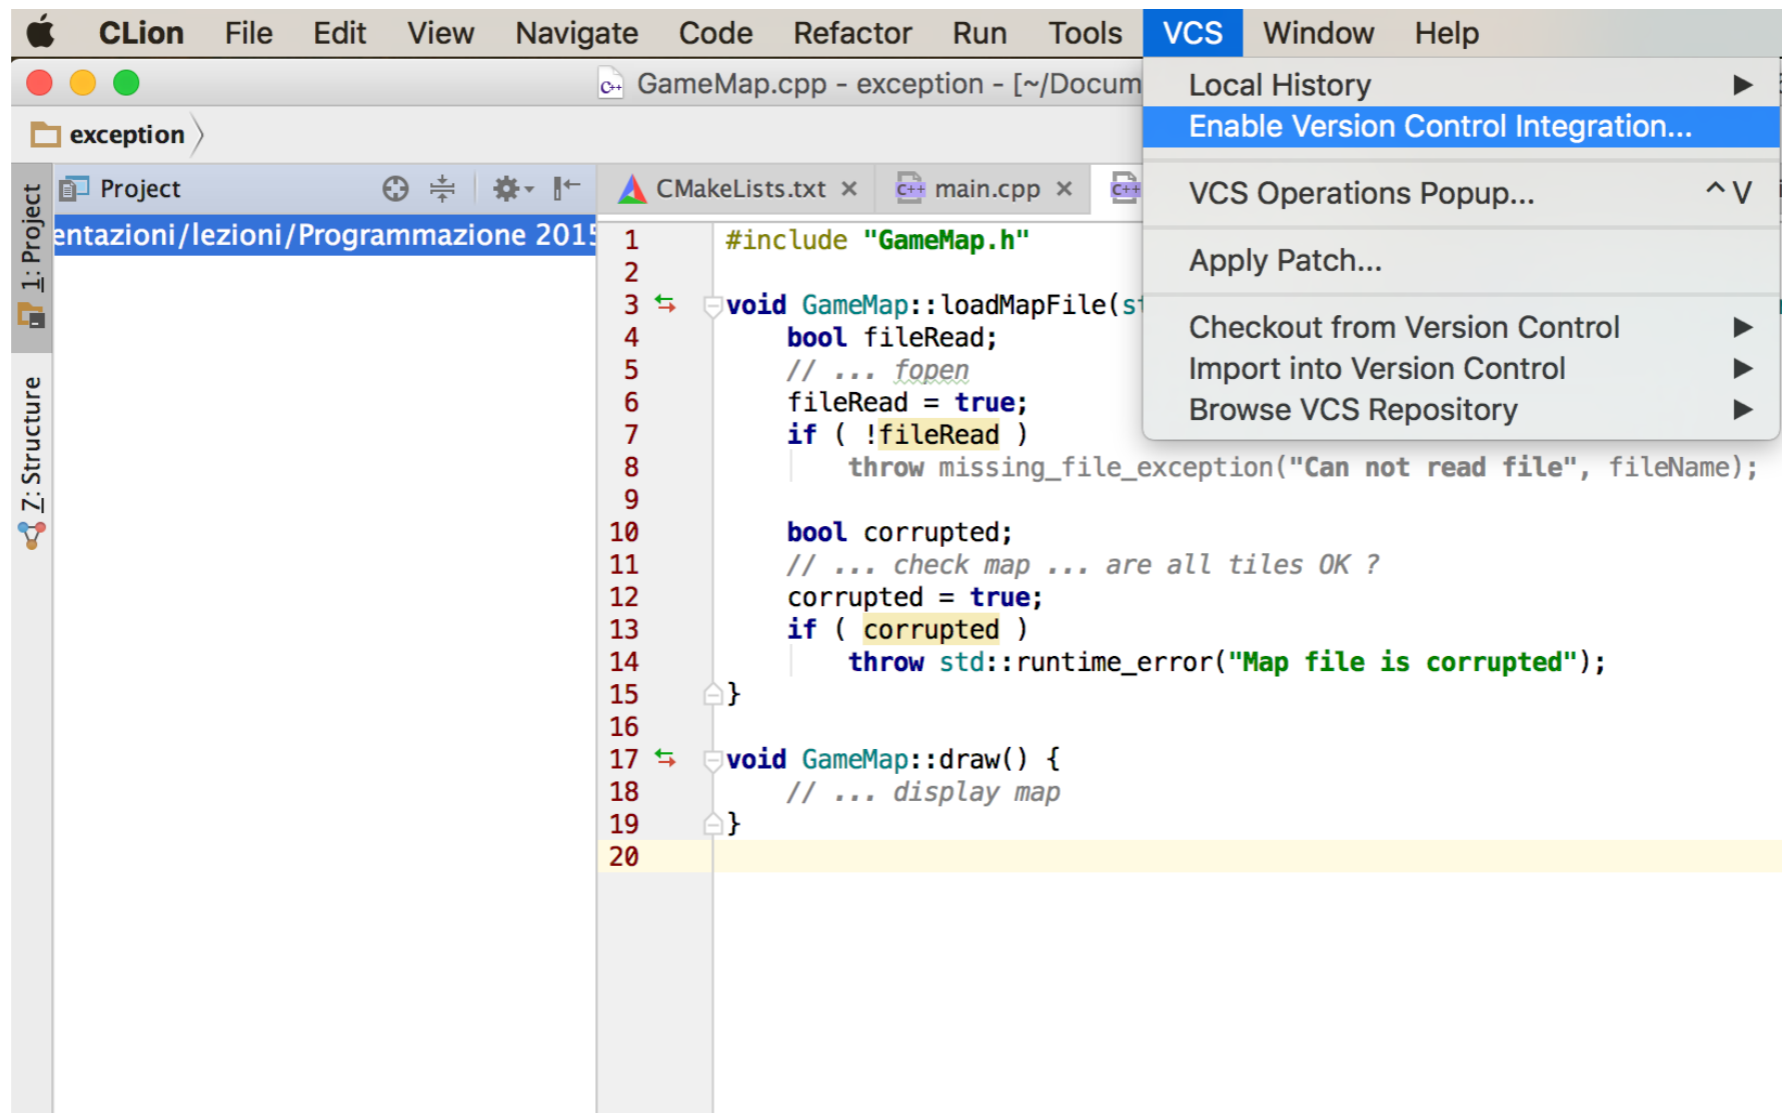 CLion File Edit View Navigate Code Refactor Run Tools VCS Window Help
GameMap.cpp - exception - [~/Docum
Local History
Enable Version Control Integration...
VCS Operations Popup... ^V
Apply Patch...
Checkout from Version Control
Import into Version Control
Browse VCS Repository
exception
1: Project
7: Structure
Project
entazioni/lezioni/Programmazione 2015
CMakeLists.txt
main.cpp
1 #include "GameMap.h"
2
3 void GameMap::loadMapFile(st
4 bool fileRead;
5 // ... fopen
6 fileRead = true;
7 if ( !fileRead )
8 throw missing_file_exception("Can not read file", fileName);
9
10 bool corrupted;
11 // ... check map ... are all tiles OK ?
12 corrupted = true;
13 if ( corrupted )
14 throw std::runtime_error("Map file is corrupted");
15 }
16
17 void GameMap::draw() {
18 // ... display map
19 }
20